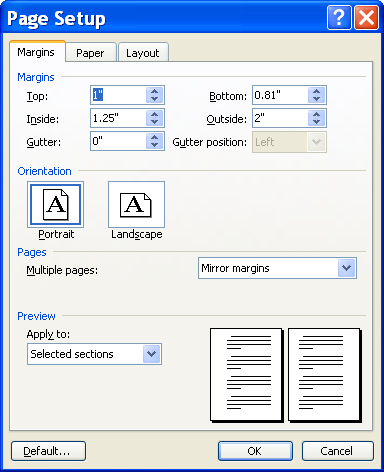 Page Setup
Margins Paper Layout
Margins
Top: 1" Bottom: 0.81"
Inside: 1.25" Outside: 2"
Gutter: 0" Gutter position: Left
Orientation
A A
Portrait Landscape
Pages
Multiple pages: Mirror margins
Preview
Apply to:
Selected sections
Default... OK Cancel